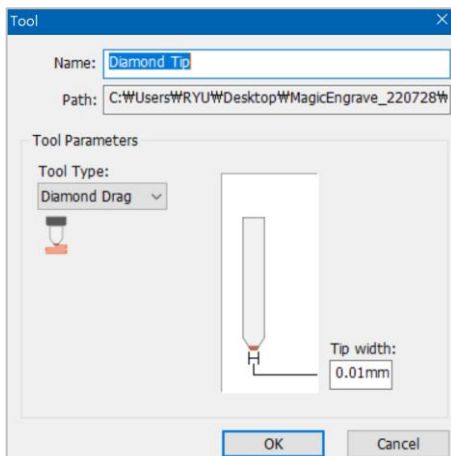 Tool
Name: Diamond Tip
Path: C:₩Users₩RYU₩Desktop₩MagicEngrave_220728₩
Tool Parameters
Tool Type:
Diamond Drag
Tip width:
0.01mm
OK Cancel